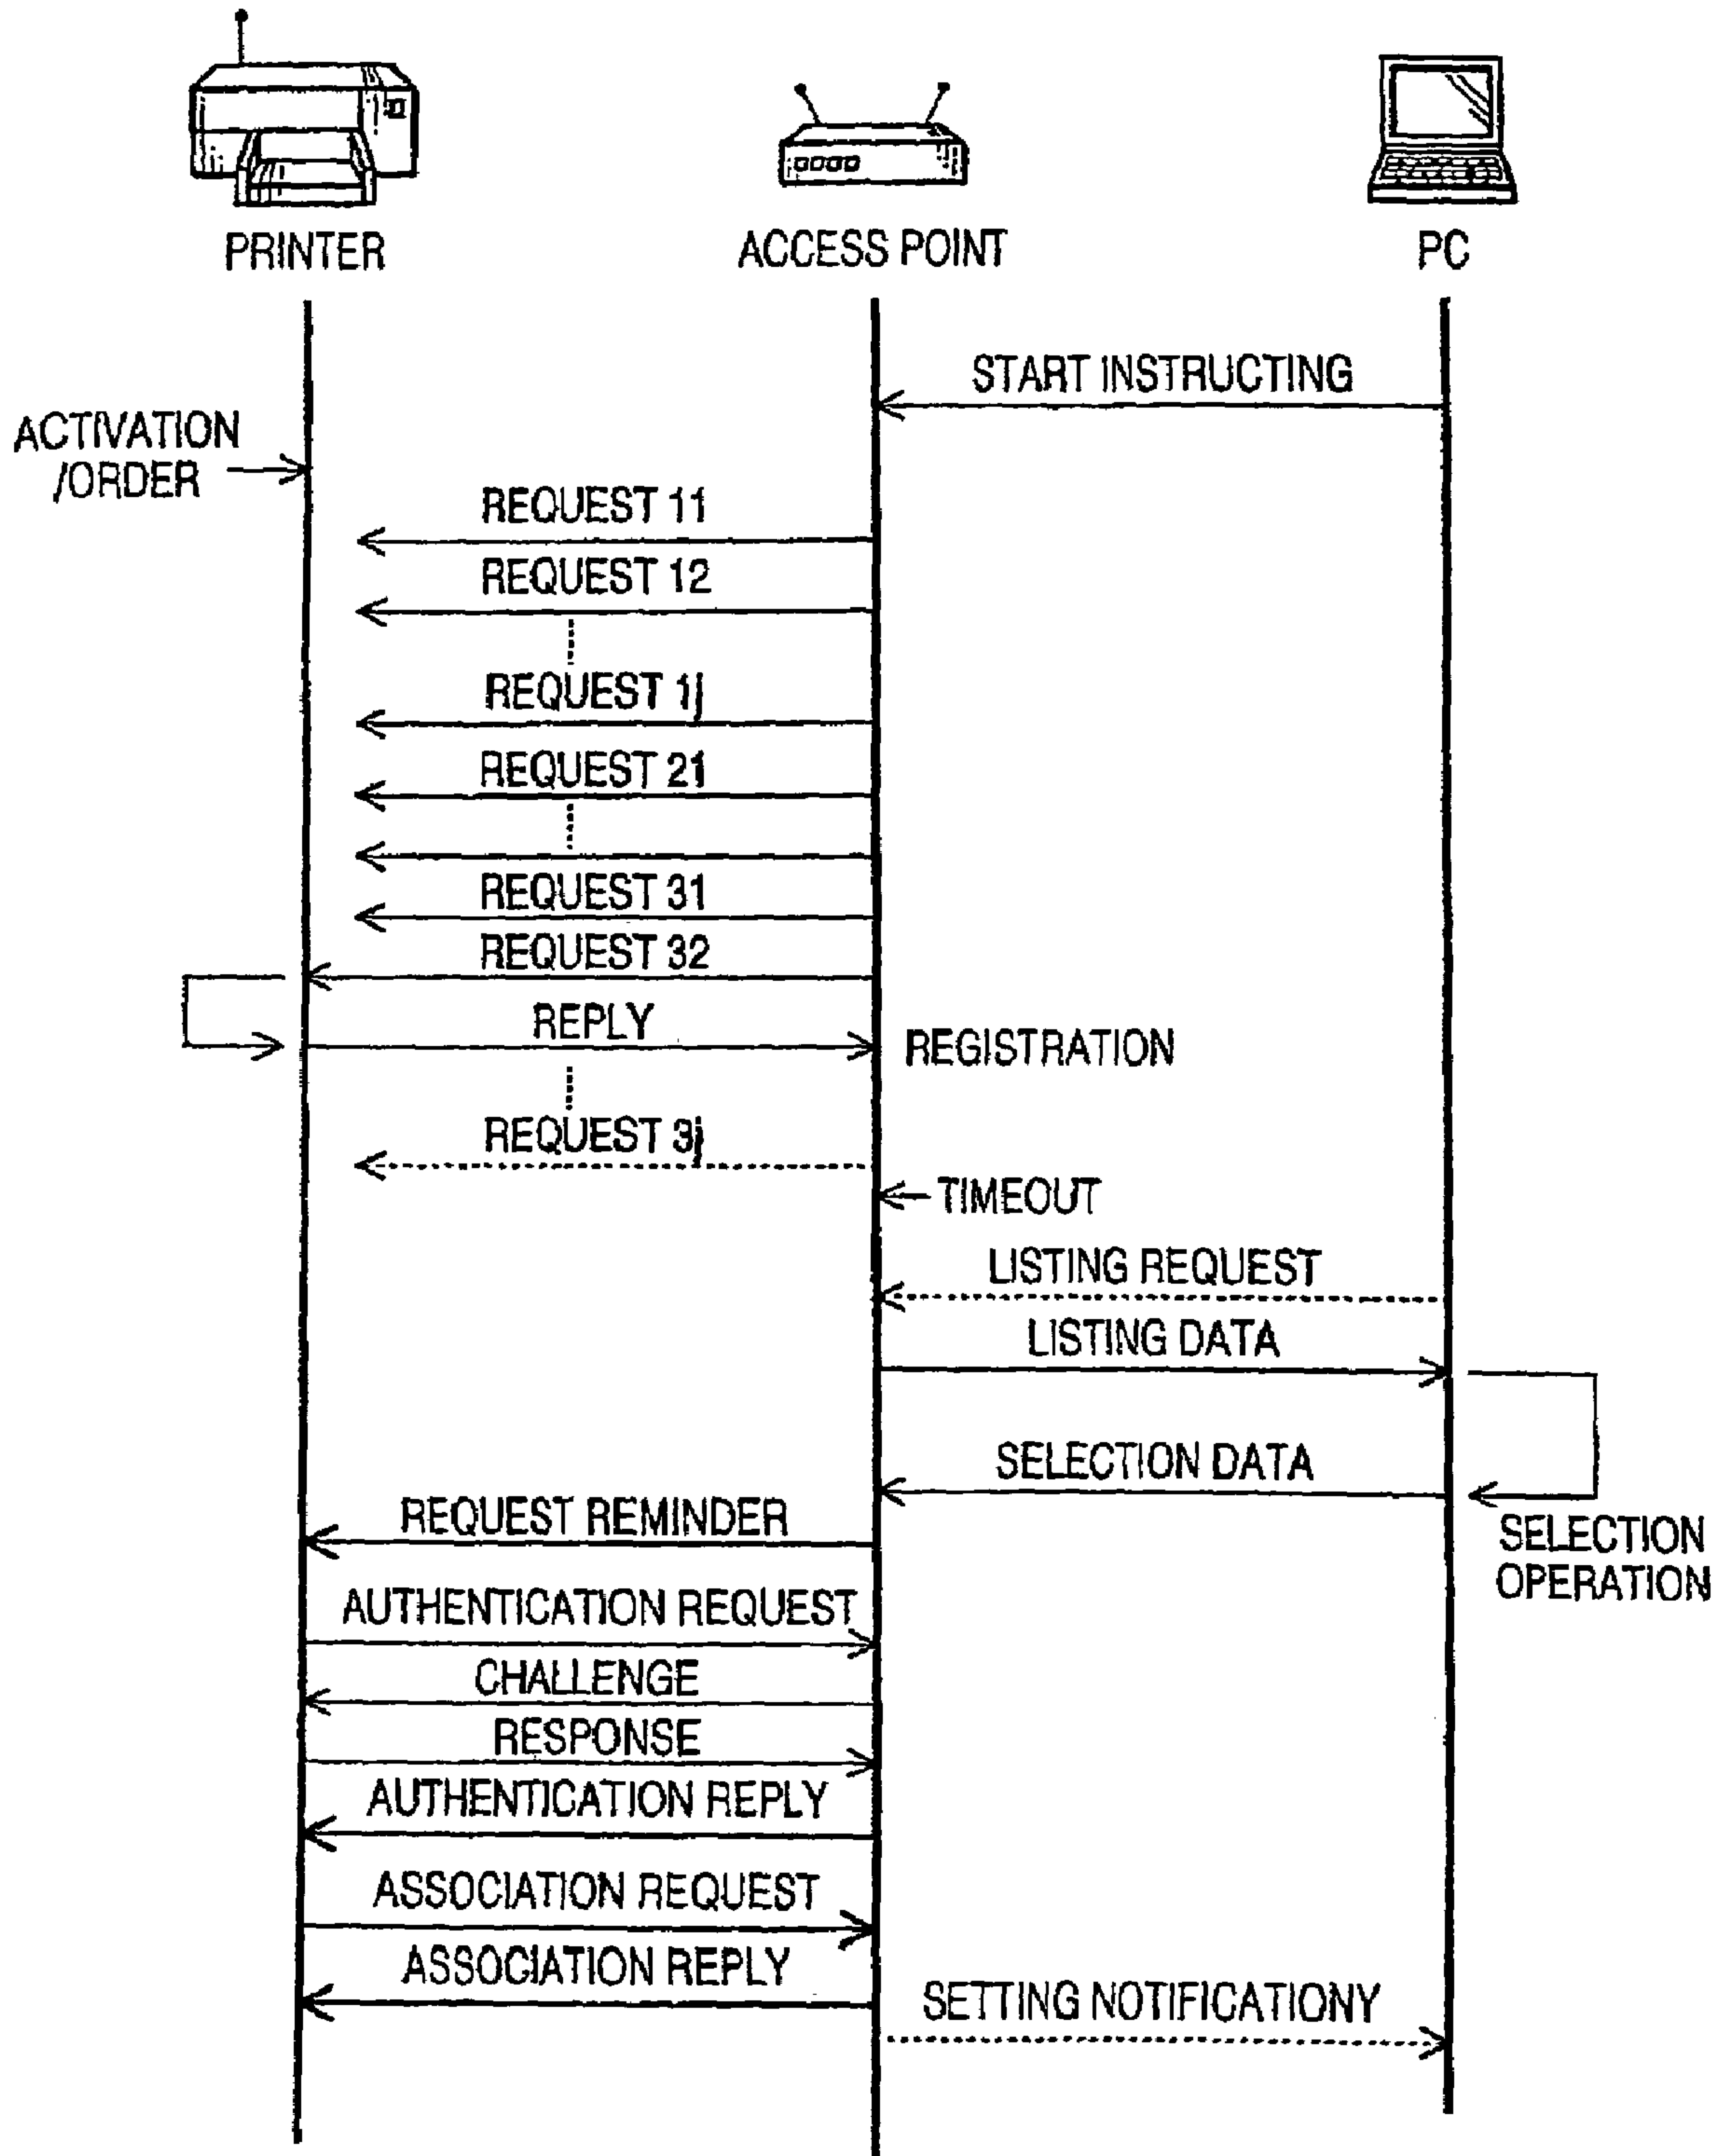 PRINTER
ACCESS POINT
PC
START INSTRUCTING
ACTIVATION
/ORDER
REQUEST 11
REQUEST 12
REQUEST 1j
REQUEST 21
REQUEST 31
REQUEST 32
REPLY
REGISTRATION
REQUEST 3j
TIMEOUT
LISTING REQUEST
LISTING DATA
SELECTION DATA
REQUEST REMINDER
SELECTION
OPERATION
AUTHENTICATION REQUEST
CHALLENGE
RESPONSE
AUTHENTICATION REPLY
ASSOCIATION REQUEST
ASSOCIATION REPLY
SETTING NOTIFICATIONY